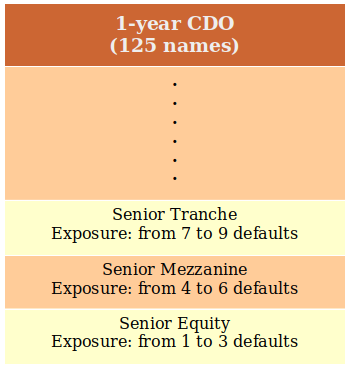 1-year CDO
(125 names)
.
.
.
.
.
.
Senior Tranche
Exposure: from 7 to 9 defaults
Senior Mezzanine
Exposure: from 4 to 6 defaults
Senior Equity
Exposure: from 1 to 3 defaults